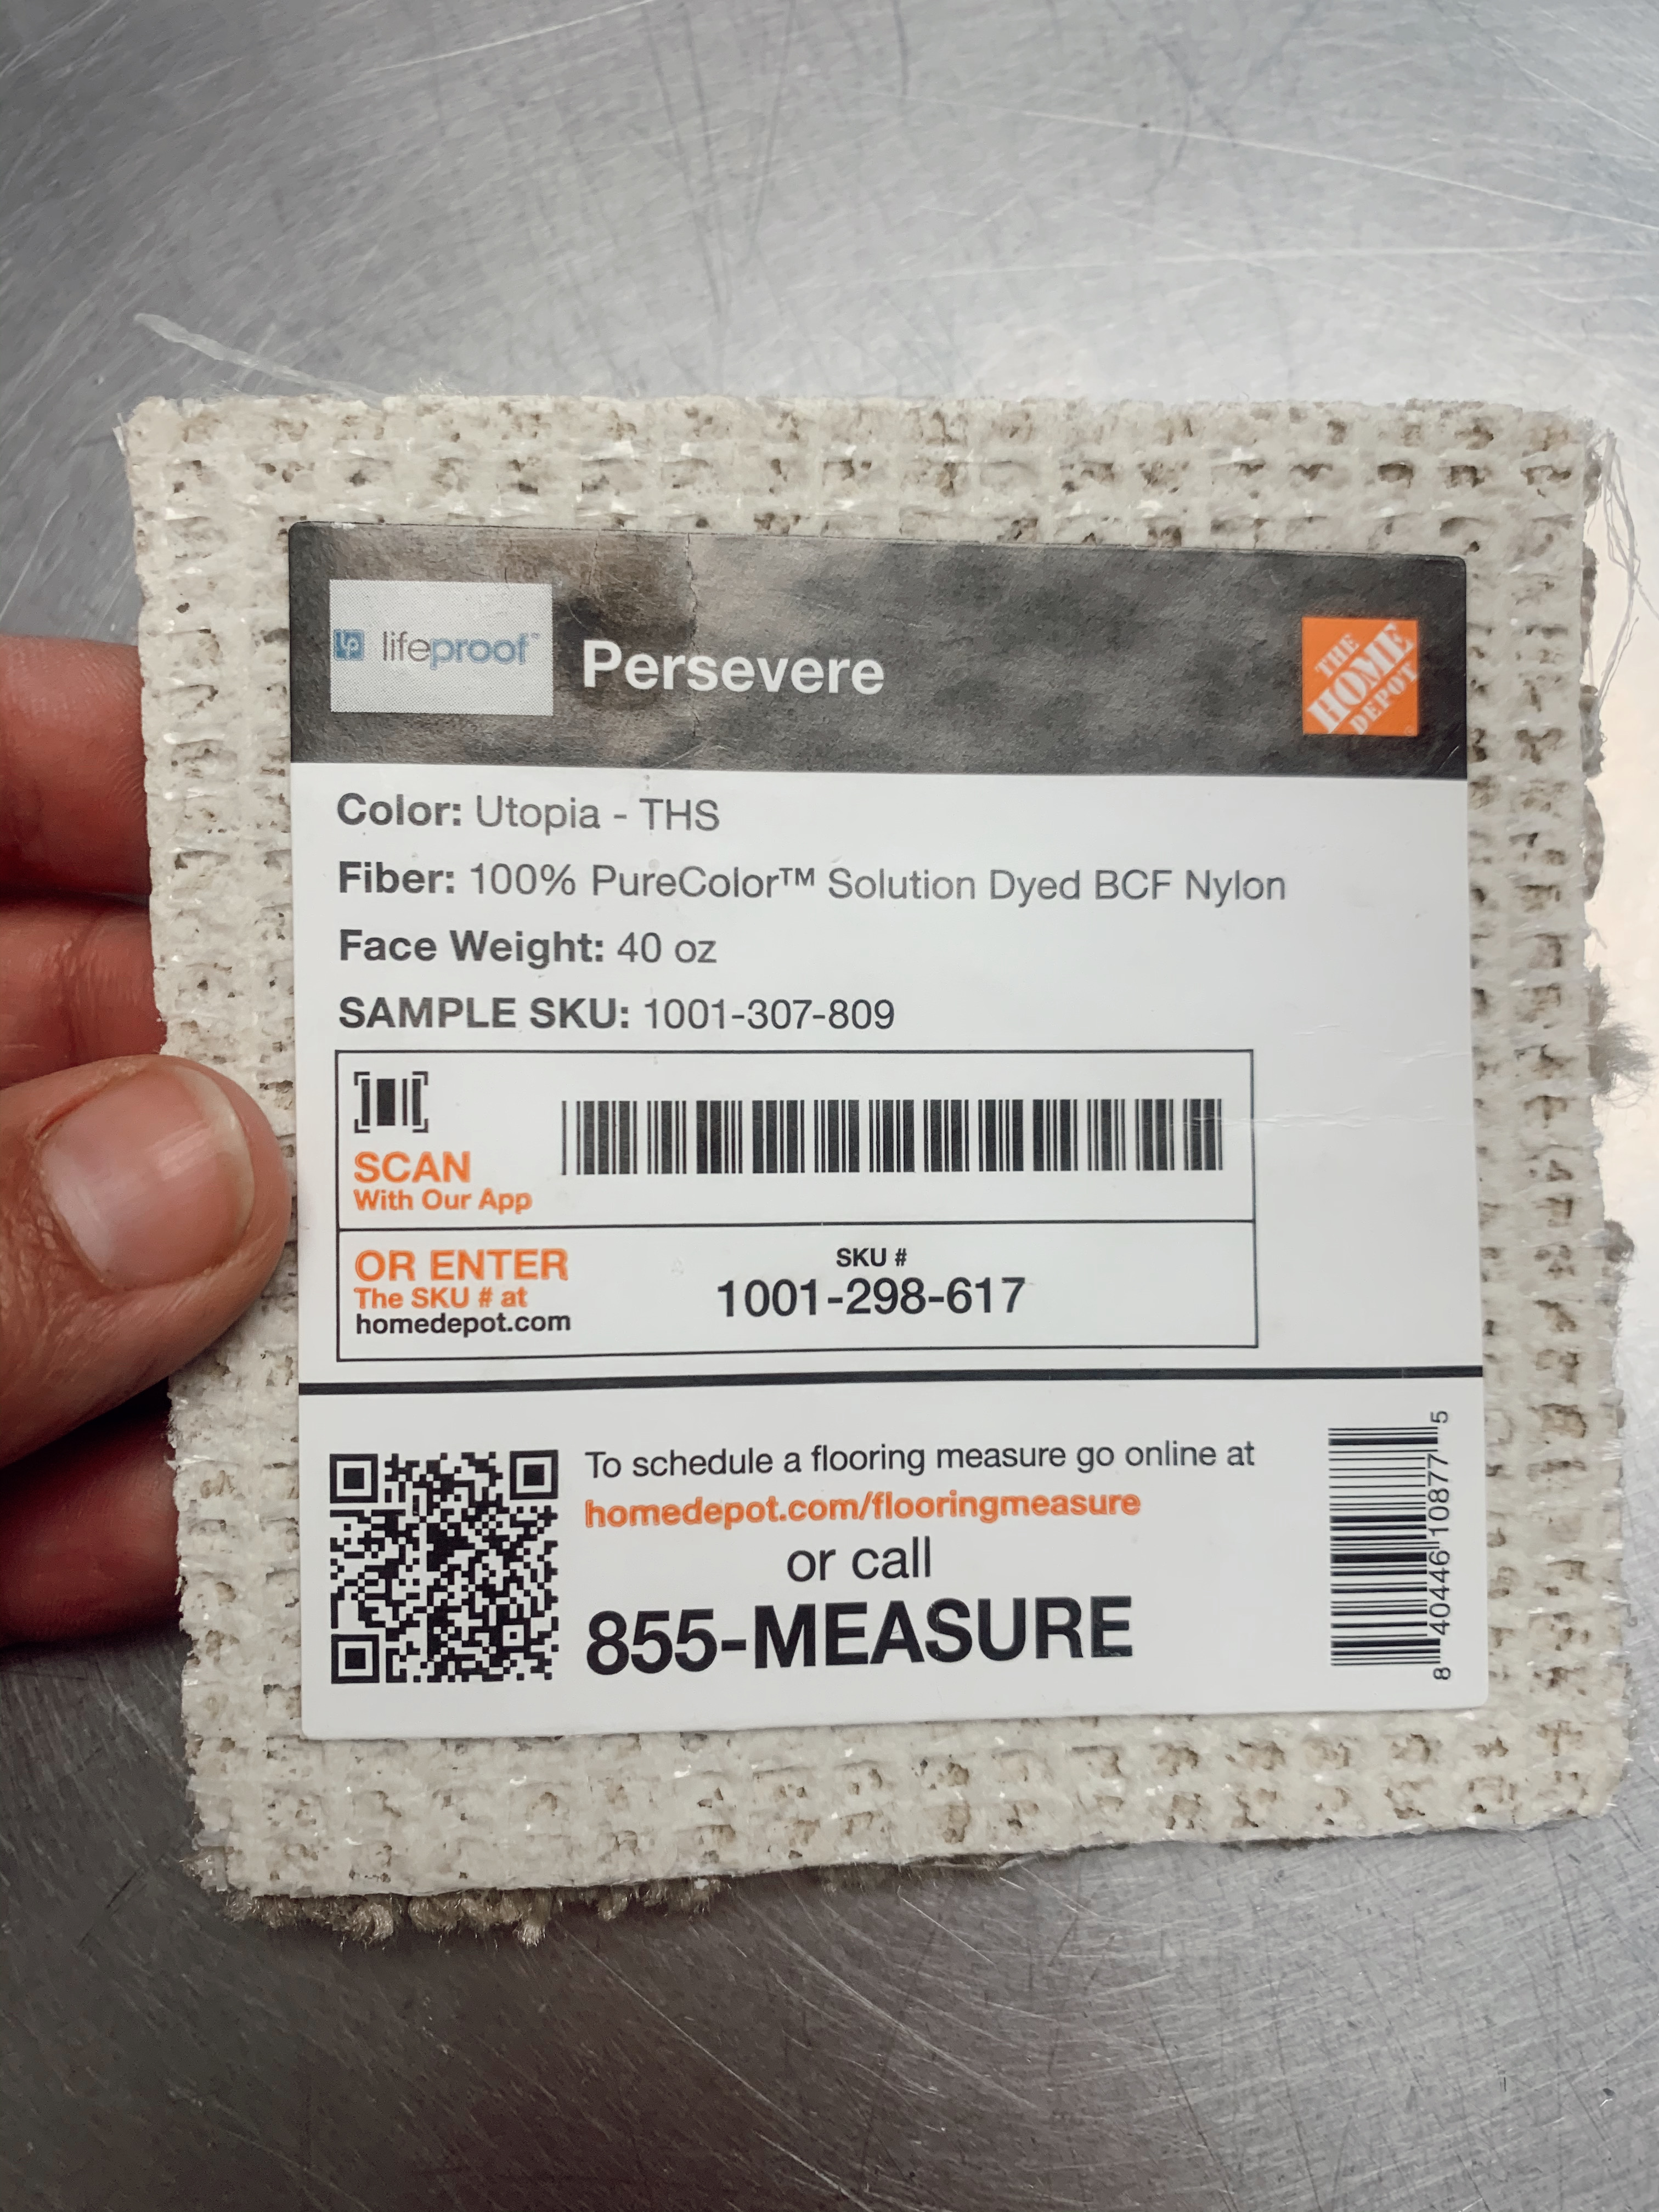 lp lifeproof™
Persevere
THE
HOME
DEPOT
Color: Utopia - THS
Fiber: 100% PureColor™ Solution Dyed BCF Nylon
Face Weight: 40 oz
SAMPLE SKU: 1001-307-809
SCAN
With Our App
OR ENTER
The SKU # at
homedepot.com
SKU #
1001-298-617
To schedule a flooring measure go online at
homedepot.com/flooringmeasure
or call
855-MEASURE
8 40446 10877 5